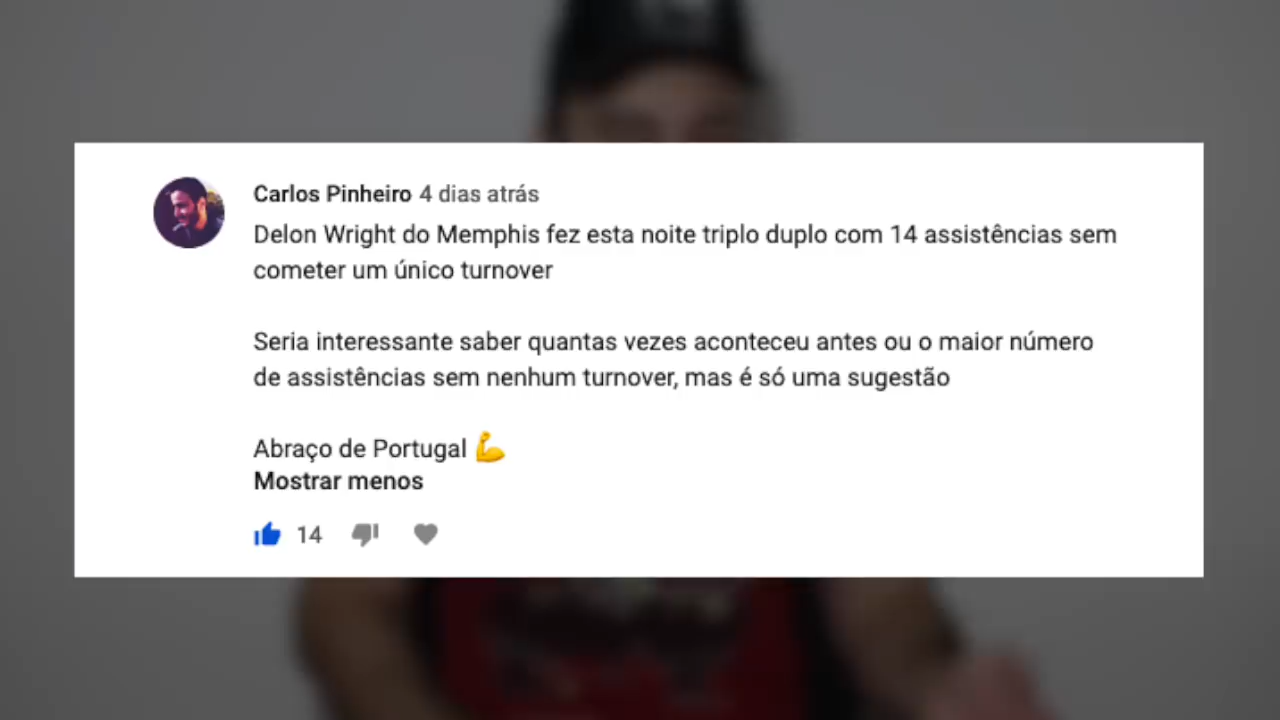 Carlos Pinheiro 4 dias atrás
Delon Wright do Memphis fez esta noite triplo duplo com 14 assistências sem
cometer um único turnover
Seria interessante saber quantas vezes aconteceu antes ou o maior número
de assistências sem nenhum turnover, mas é só uma sugestão
Abraço de Portugal 💪
Mostrar menos
14